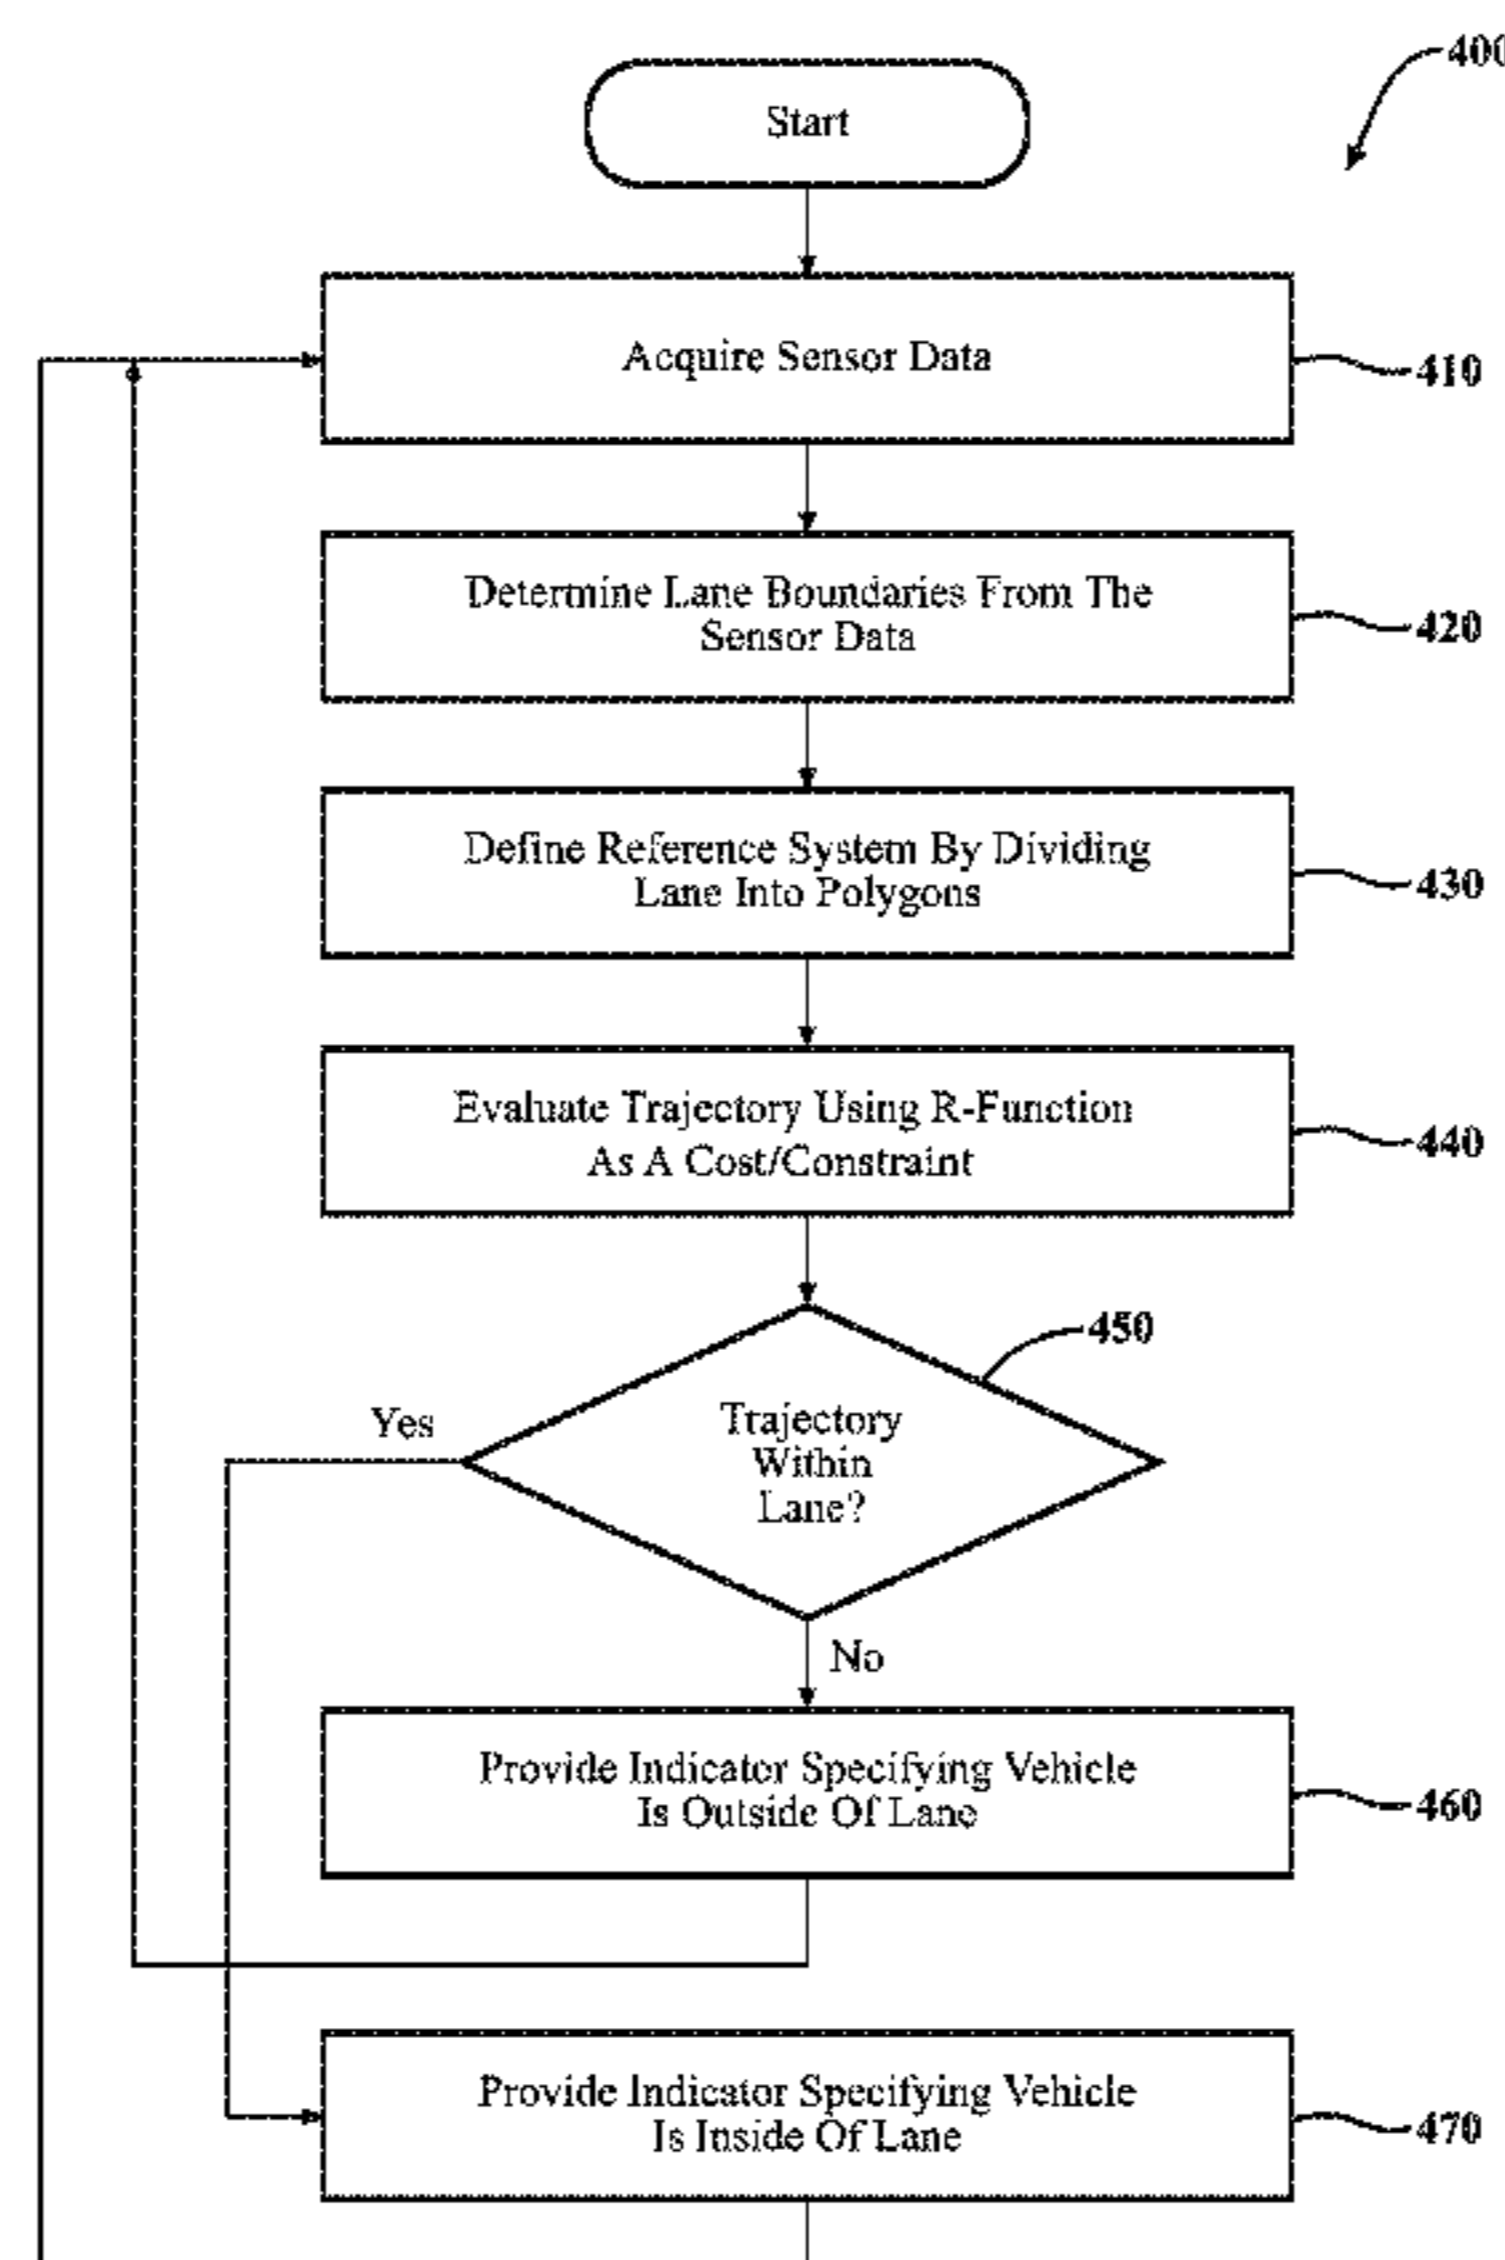 400
Start
Acquire Sensor Data
410
Determine Lane Boundaries From The
Sensor Data
420
Define Reference System By Dividing
Lane Into Polygons
430
Evaluate Trajectory Using R-Function
As A Cost/Constraint
440
450
Trajectory
Within
Lane?
Yes
No
Provide Indicator Specifying Vehicle
Is Outside Of Lane
460
Provide Indicator Specifying Vehicle
Is Inside Of Lane
470